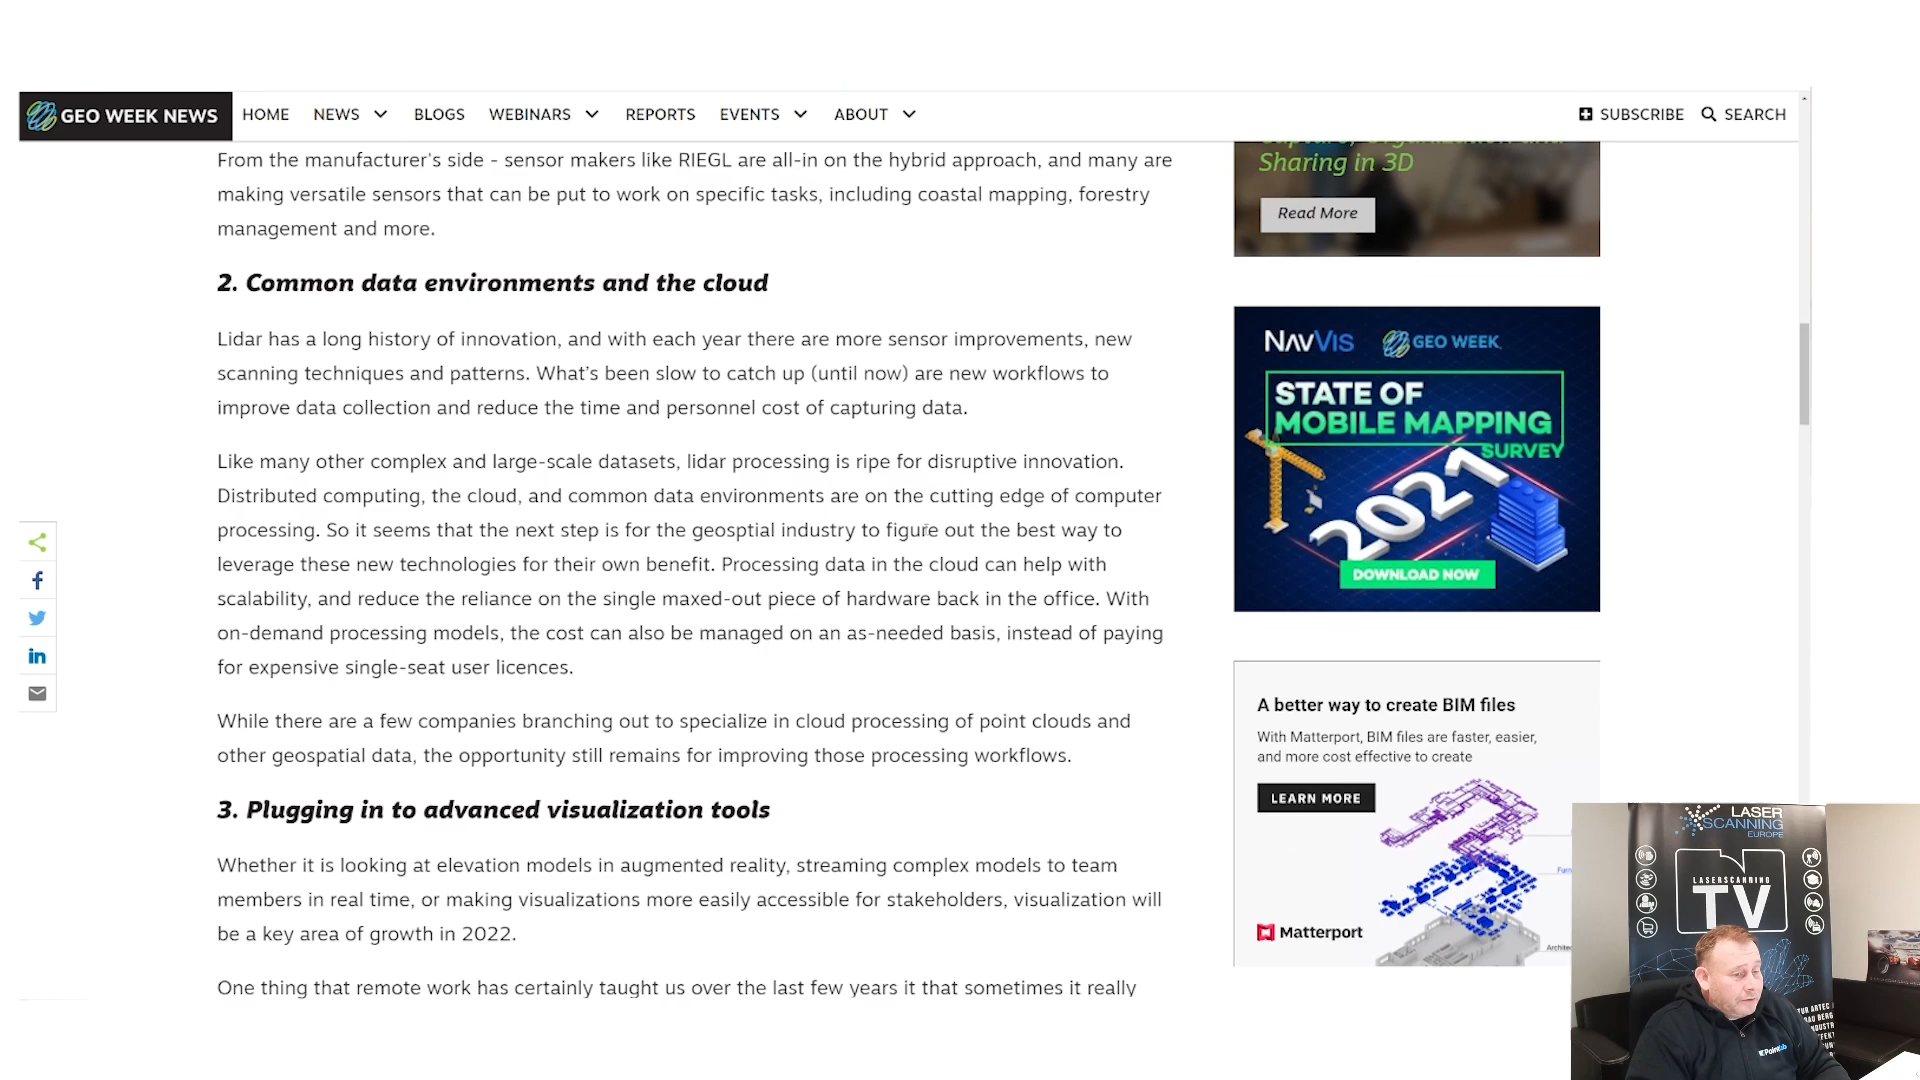 GEO WEEK NEWS HOME NEWS BLOGS WEBINARS REPORTS EVENTS ABOUT SUBSCRIBE SEARCH
From the manufacturer's side - sensor makers like RIEGL are all-in on the hybrid approach, and many are
making versatile sensors that can be put to work on specific tasks, including coastal mapping, forestry
management and more.
2. Common data environments and the cloud
Lidar has a long history of innovation, and with each year there are more sensor improvements, new
scanning techniques and patterns. What's been slow to catch up (until now) are new workflows to
improve data collection and reduce the time and personnel cost of capturing data.
Like many other complex and large-scale datasets, lidar processing is ripe for disruptive innovation.
Distributed computing, the cloud, and common data environments are on the cutting edge of computer
processing. So it seems that the next step is for the geosptial industry to figure out the best way to
leverage these new technologies for their own benefit. Processing data in the cloud can help with
scalability, and reduce the reliance on the single maxed-out piece of hardware back in the office. With
on-demand processing models, the cost can also be managed on an as-needed basis, instead of paying
for expensive single-seat user licences.
While there are a few companies branching out to specialize in cloud processing of point clouds and
other geospatial data, the opportunity still remains for improving those processing workflows.
3. Plugging in to advanced visualization tools
Whether it is looking at elevation models in augmented reality, streaming complex models to team
members in real time, or making visualizations more easily accessible for stakeholders, visualization will
be a key area of growth in 2022.
One thing that remote work has certainly taught us over the last few years it that sometimes it really
Sharing in 3D
Read More
NAVVIS GEO WEEK
STATE OF
MOBILE MAPPING
SURVEY
2021
DOWNLOAD NOW
A better way to create BIM files
With Matterport, BIM files are faster, easier,
and more cost effective to create
LEARN MORE
Matterport
LASER
SCANNING
EUROPE
LASERSCANNING
TV